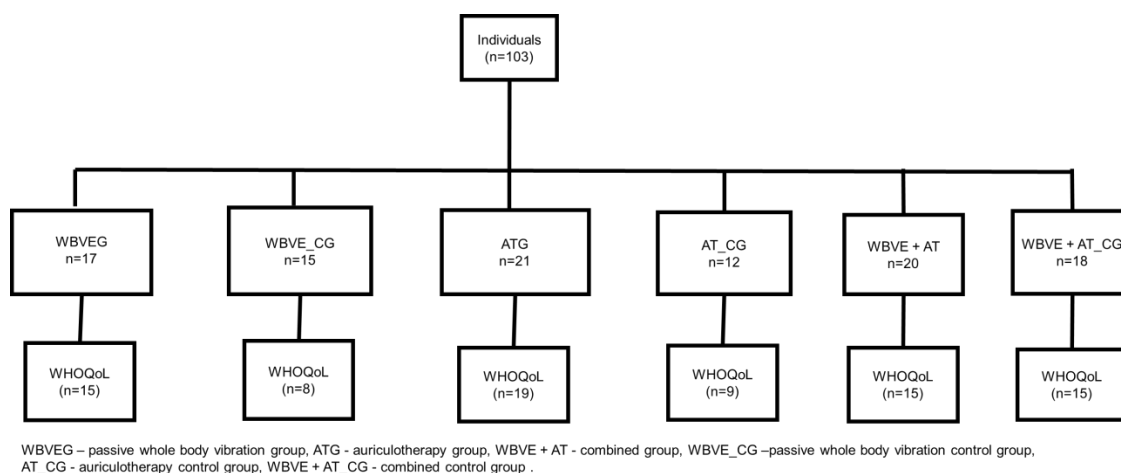 Individuals
(n=103)
WBVEG
n=17
WBVE_CG
n=15
ATG
n=21
AT_CG
n=12
WBVE + AT
n=20
WBVE + AT_CG
n=18
WHOQoL
(n=15)
WHOQoL
(n=8)
WHOQoL
(n=19)
WHOQoL
(n=9)
WHOQoL
(n=15)
WHOQoL
(n=15)
WBVEG – passive whole body vibration group, ATG - auriculotherapy group, WBVE + AT - combined group, WBVE_CG –passive whole body vibration control group,
AT_CG - auriculotherapy control group, WBVE + AT_CG - combined control group .